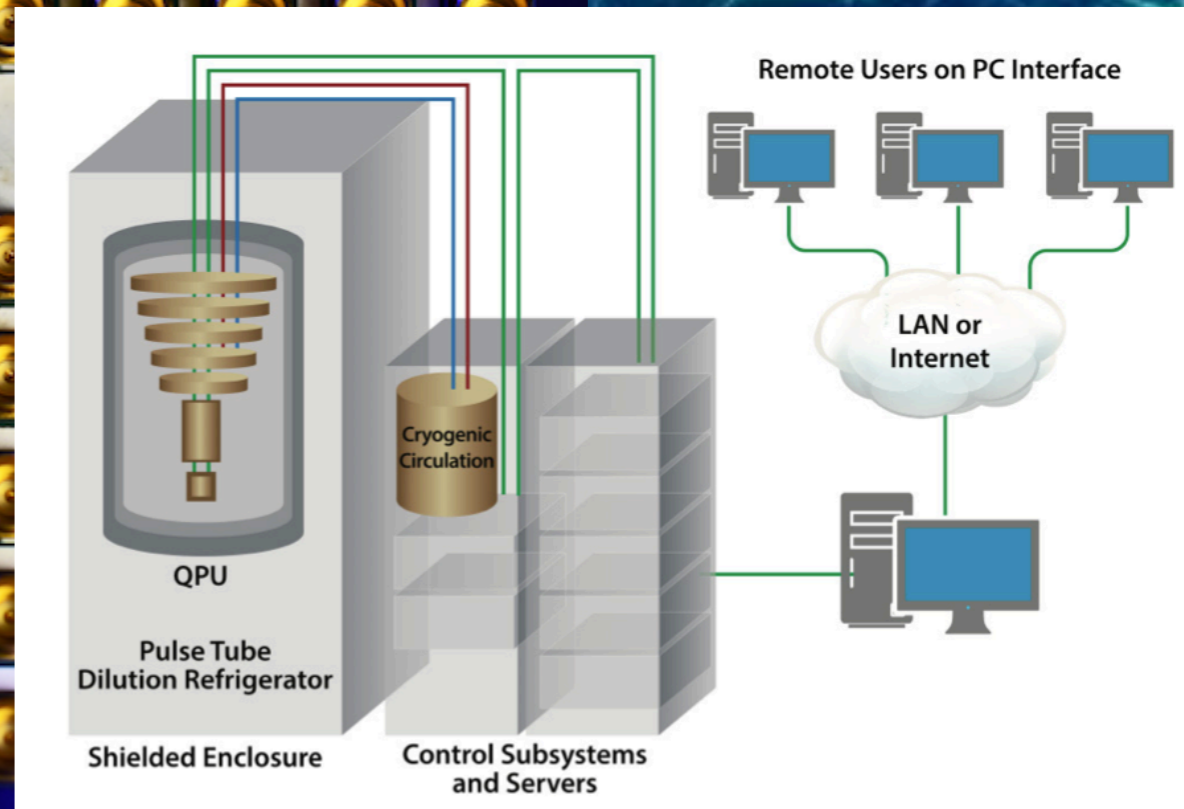 Remote Users on PC Interface
LAN or
Internet
Cryogenic
Circulation
QPU
Pulse Tube
Dilution Refrigerator
Shielded Enclosure
Control Subsystems
and Servers